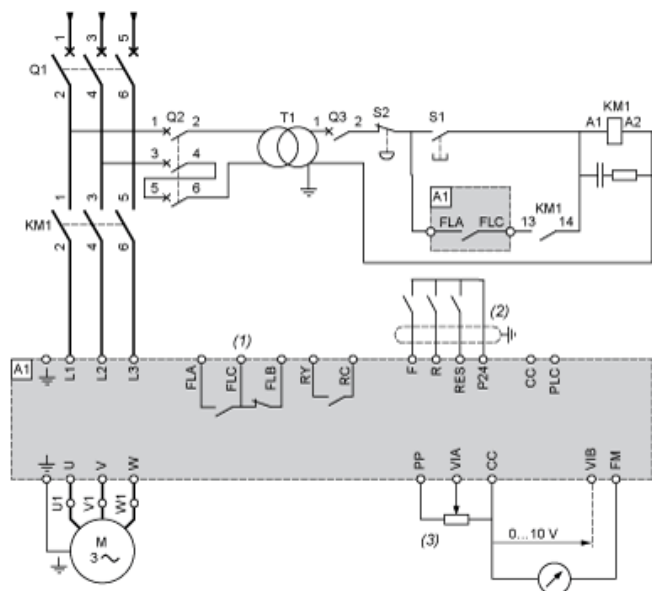 1 3 5
Q1
2 4 6
1 Q2 2
3 4
5 6
T1
1 Q3 2
S2
S1
KM1
A1 A2
A1
FLA FLC
13 KM1 14
1 3 5
KM1
2 4 6
(1)
(2)
A1
L1 L2 L3
FLA FLC FLB RY RC
F R RES P24 CC PLC
U V W
PP VIA CC VIB FM
U1 V1 W1
M
3
(3)
0...10 V